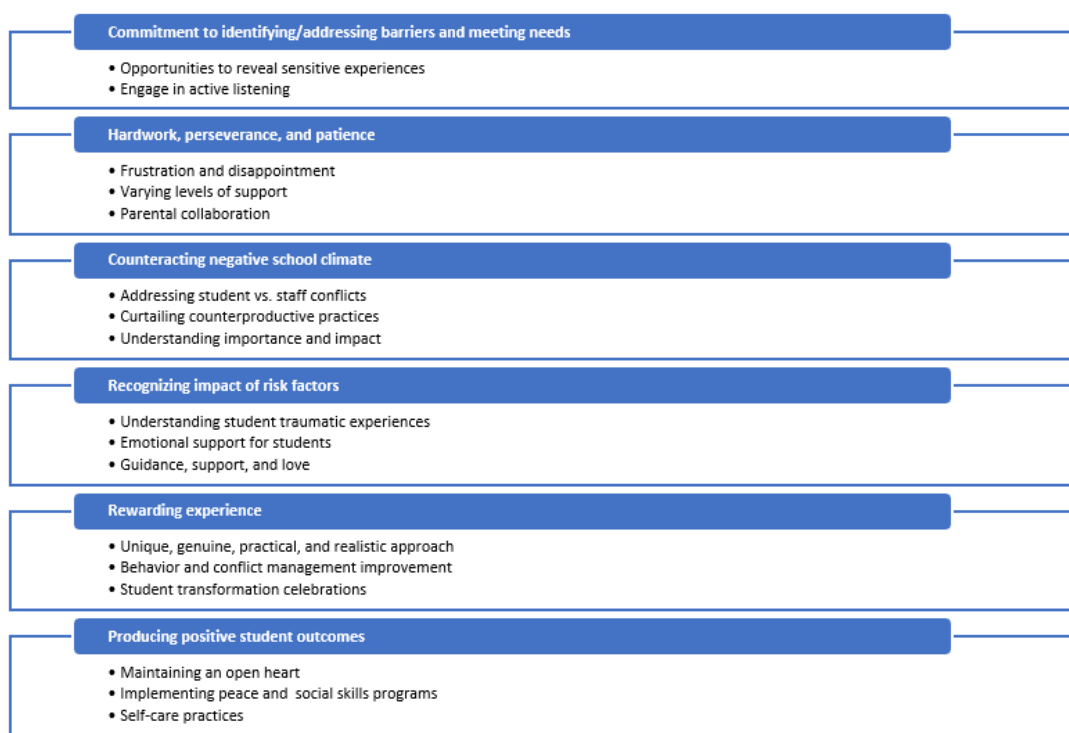 Commitment to identifying/addressing barriers and meeting needs
• Opportunities to reveal sensitive experiences
• Engage in active listening
Hardwork, perseverance, and patience
• Frustration and disappointment
• Varying levels of support
• Parental collaboration
Counteracting negative school climate
• Addressing student vs. staff conflicts
• Curtailing counterproductive practices
• Understanding importance and impact
Recognizing impact of risk factors
• Understanding student traumatic experiences
• Emotional support for students
• Guidance, support, and love
Rewarding experience
• Unique, genuine, practical, and realistic approach
• Behavior and conflict management improvement
• Student transformation celebrations
Producing positive student outcomes
• Maintaining an open heart
• Implementing peace and  social skills programs
• Self-care practices